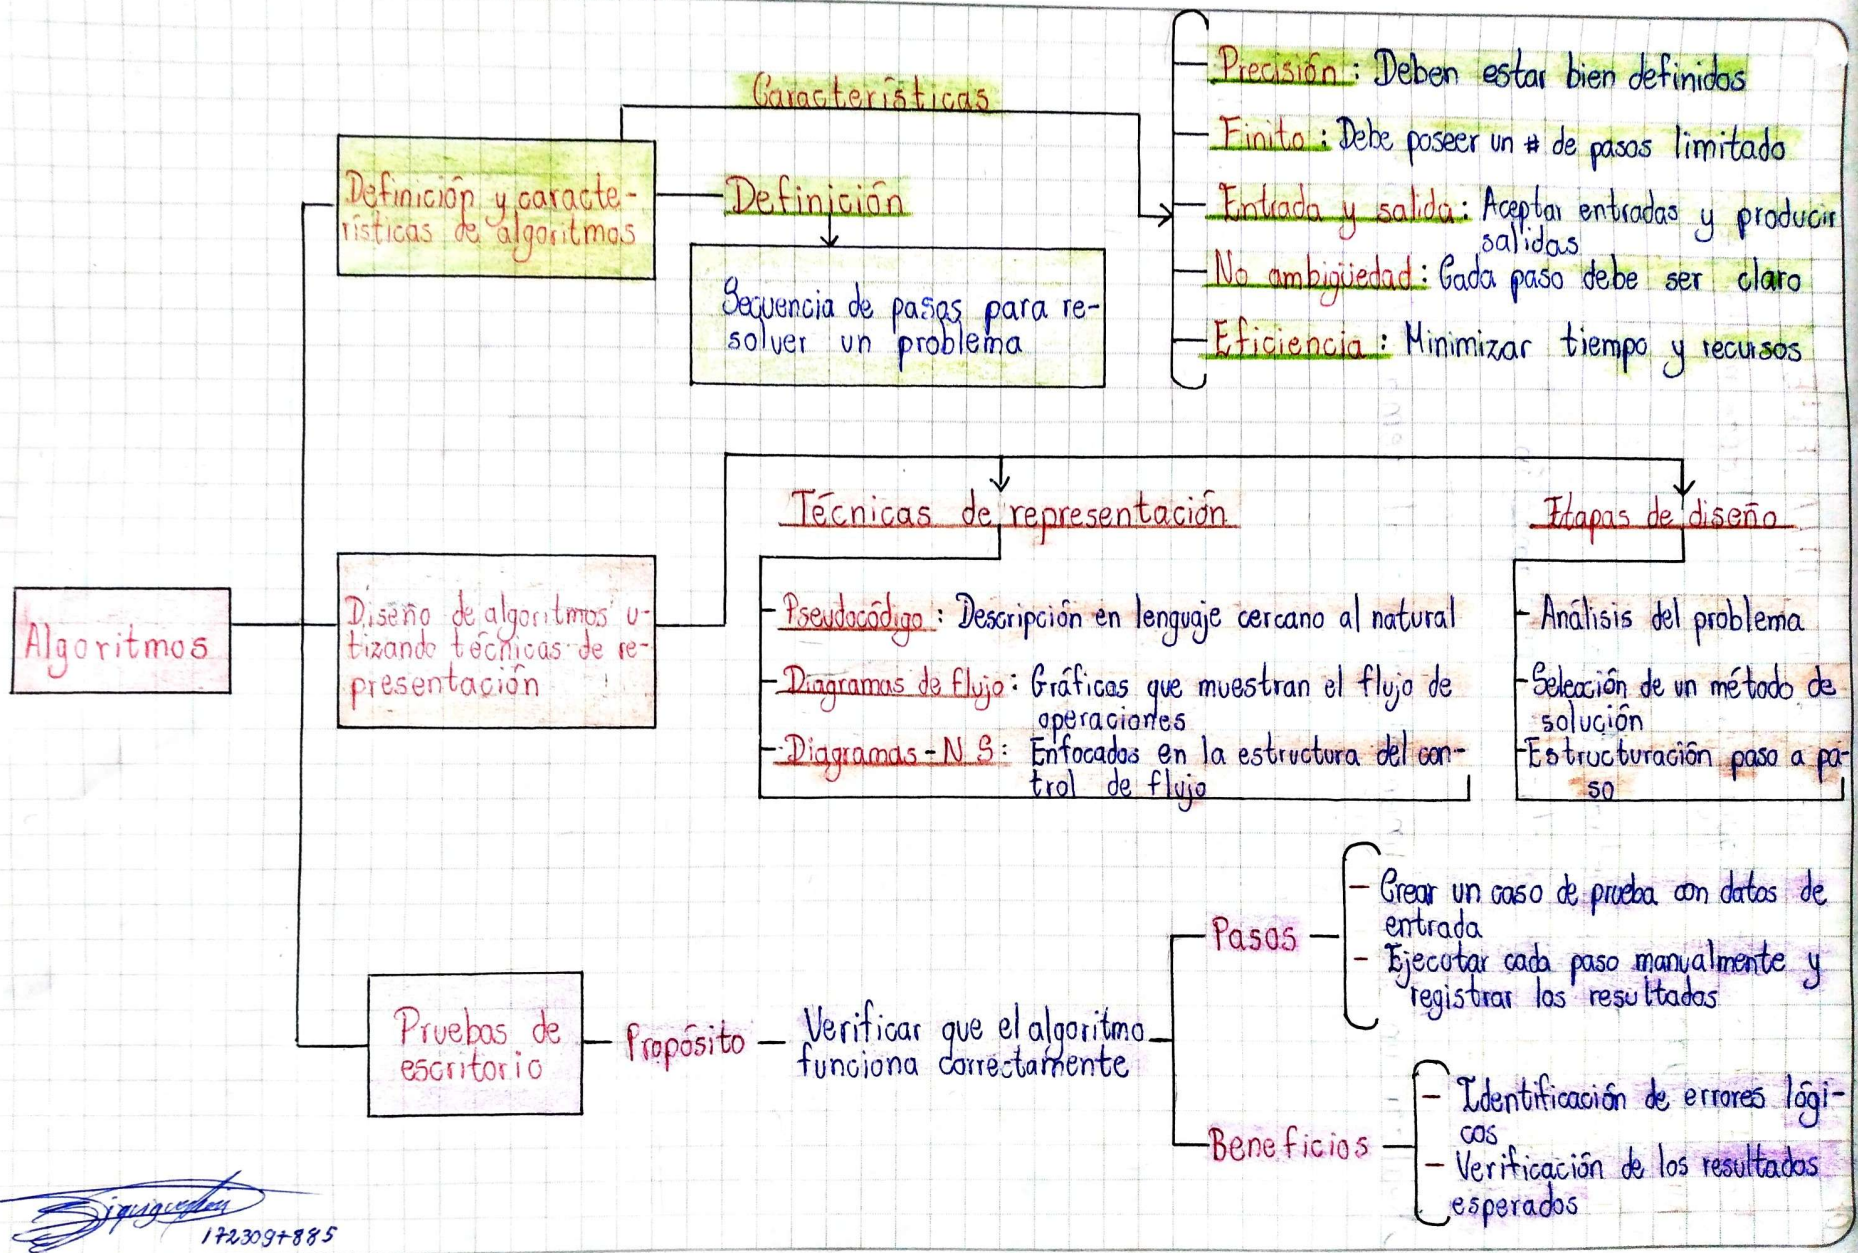 Características
Definición y caracte-
rísticas de algoritmos
Definición
Secuencia de pasos para re-
solver un problema
Precisión: Deben estar bien definidos
Finito: Debe poseer un # de pasos limitado
Entrada y salida: Aceptar entradas y producir
salidas
No ambigüedad: Cada paso debe ser claro
Eficiencia: Minimizar tiempo y recursos
Algoritmos
Diseño de algoritmos u-
tizando técnicas de re-
presentación
Técnicas de representación
Pseudocódigo: Descripción en lenguaje cercano al natural
Diagramas de flujo: Gráficos que muestran el flujo de
operaciones
Diagramas-N.S: Enfocados en la estructura del con-
trol de flujo
Etapas de diseño
Análisis del problema
Selección de un método de
solución
Estructuración paso a pa-
so
Pruebas de
escritorio
Propósito
Verificar que el algoritmo
funciona correctamente
Pasos
- Crear un caso de prueba con datos de
entrada
- Ejecutar cada paso manualmente y
registrar los resultados
Beneficios
- Identificación de errores lógi-
cos
- Verificación de los resultados
esperados